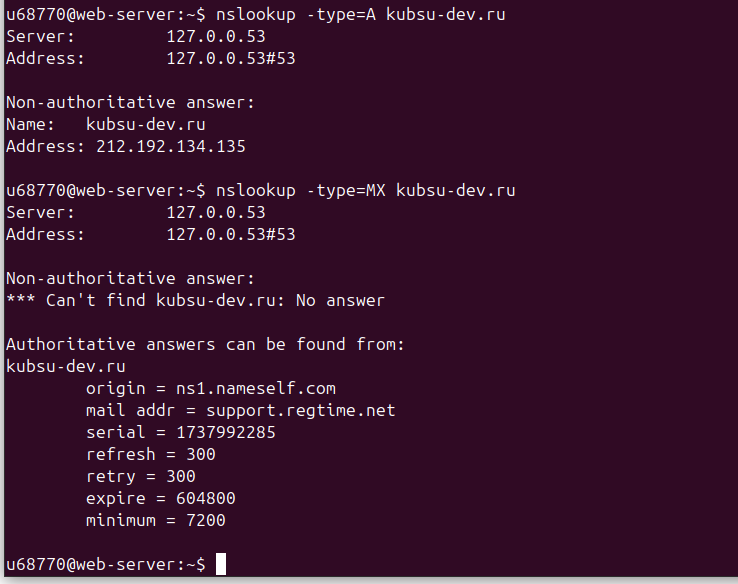 u68770@web-server:~$ nslookup -type=A kubsu-dev.ru
Server:         127.0.0.53
Address:        127.0.0.53#53

Non-authoritative answer:
Name:   kubsu-dev.ru
Address: 212.192.134.135

u68770@web-server:~$ nslookup -type=MX kubsu-dev.ru
Server:         127.0.0.53
Address:        127.0.0.53#53

Non-authoritative answer:
*** Can't find kubsu-dev.ru: No answer

Authoritative answers can be found from:
kubsu-dev.ru
        origin = ns1.nameself.com
        mail addr = support.regtime.net
        serial = 1737992285
        refresh = 300
        retry = 300
        expire = 604800
        minimum = 7200

u68770@web-server:~$